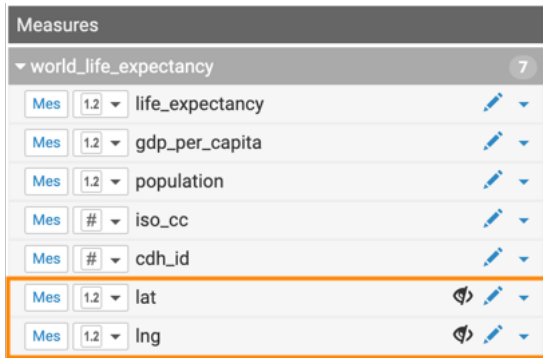 Measures
world_life_expectancy 7
Mes 1.2 life_expectancy
Mes 1.2 gdp_per_capita
Mes 1.2 population
Mes # iso_cc
Mes # cdh_id
Mes 1.2 lat
Mes 1.2 lng